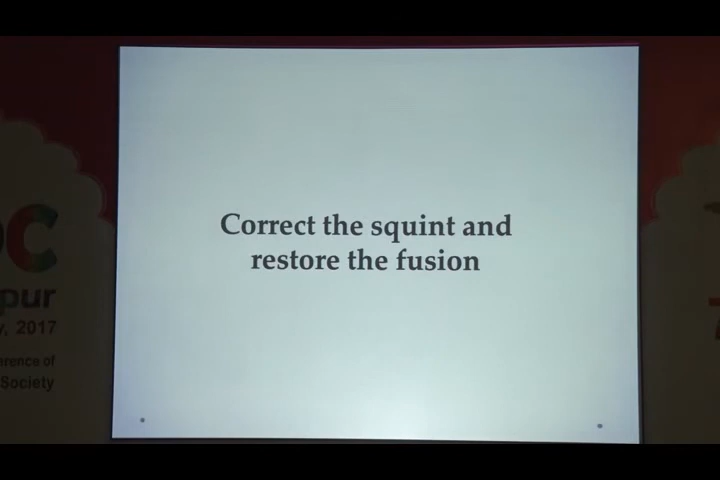 Correct the squint and
restore the fusion
C
pur
, 2017
erence of
Society